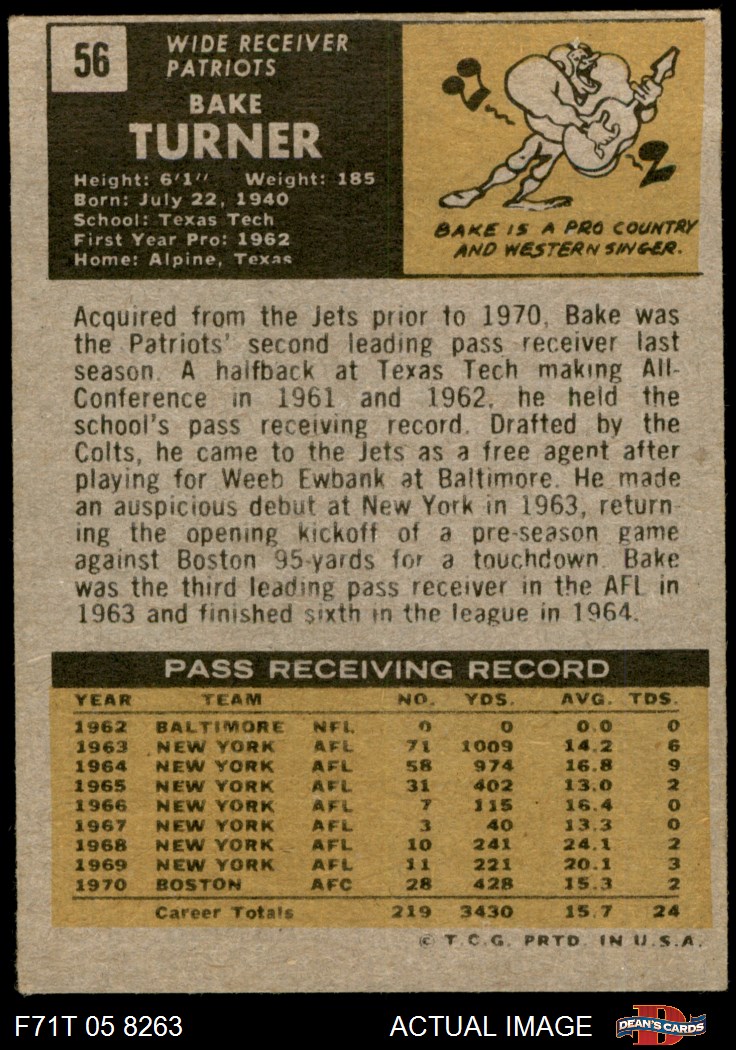 56
WIDE RECEIVER
PATRIOTS
BAKE
TURNER
Height: 6'1" Weight: 185
Born: July 22, 1940
School: Texas Tech
First Year Pro: 1962
Home: Alpine, Texas
BAKE IS A PRO COUNTRY
AND WESTERN SINGER.
Acquired from the Jets prior to 1970, Bake was
the Patriots' second leading pass receiver last
season. A halfback at Texas Tech making All-
Conference in 1961 and 1962, he held the
school's pass receiving record. Drafted by the
Colts, he came to the Jets as a free agent after
playing for Weeb Ewbank at Baltimore. He made
an auspicious debut at New York in 1963, return-
ing the opening kickoff of a pre-season game
against Boston 95-yards for a touchdown. Bake
was the third leading pass receiver in the AFL in
1963 and finished sixth in the league in 1964.
PASS RECEIVING RECORD
YEAR TEAM NO. YDS. AVG. TDS.
1962 BALTIMORE NFL 0 0 0.0 0
1963 NEW YORK AFL 71 1009 14.2 6
1964 NEW YORK AFL 58 974 16.8 9
1965 NEW YORK AFL 31 402 13.0 2
1966 NEW YORK AFL 7 115 16.4 0
1967 NEW YORK AFL 3 40 13.3 0
1968 NEW YORK AFL 10 241 24.1 2
1969 NEW YORK AFL 11 221 20.1 3
1970 BOSTON AFC 28 428 15.3 2
Career Totals 219 3430 15.7 24
© T.C.G. PRTD. IN U.S.A.
F71T 05 8263 ACTUAL IMAGE D DEAN'S CARDS